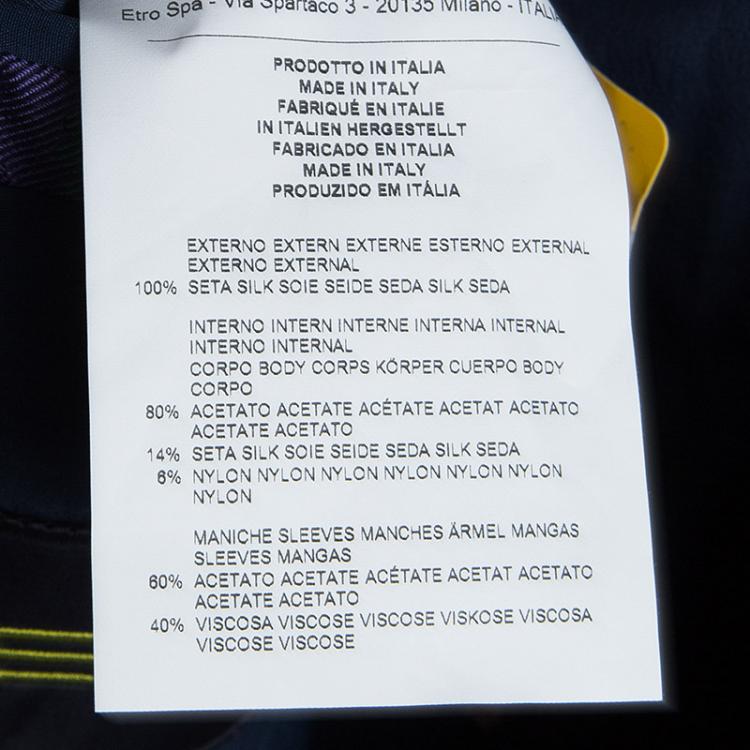 Etro Spa - Via Spartaco 3 - 20135 Milano - ITALIA
PRODOTTO IN ITALIA
MADE IN ITALY
FABRIQUÉ EN ITALIE
IN ITALIEN HERGESTELLT
FABRICADO EN ITALIA
MADE IN ITALY
PRODUZIDO EM ITÁLIA
EXTERNO EXTERN EXTERNE ESTERNO EXTERNAL
EXTERNO EXTERNAL
100% SETA SILK SOIE SEIDE SEDA SILK SEDA
INTERNO INTERN INTERNE INTERNA INTERNAL
INTERNO INTERNAL
CORPO BODY CORPS KÖRPER CUERPO BODY
CORPO
80% ACETATO ACETATE ACÉTATE ACETAT ACETATO
ACETATE ACETATO
14% SETA SILK SOIE SEIDE SEDA SILK SEDA
6% NYLON NYLON NYLON NYLON NYLON NYLON
NYLON
MANICHE SLEEVES MANCHES ÄRMEL MANGAS
SLEEVES MANGAS
60% ACETATO ACETATE ACÉTATE ACETAT ACETATO
ACETATE ACETATO
40% VISCOSA VISCOSE VISCOSE VISKOSE VISCOSA
VISCOSE VISCOSE